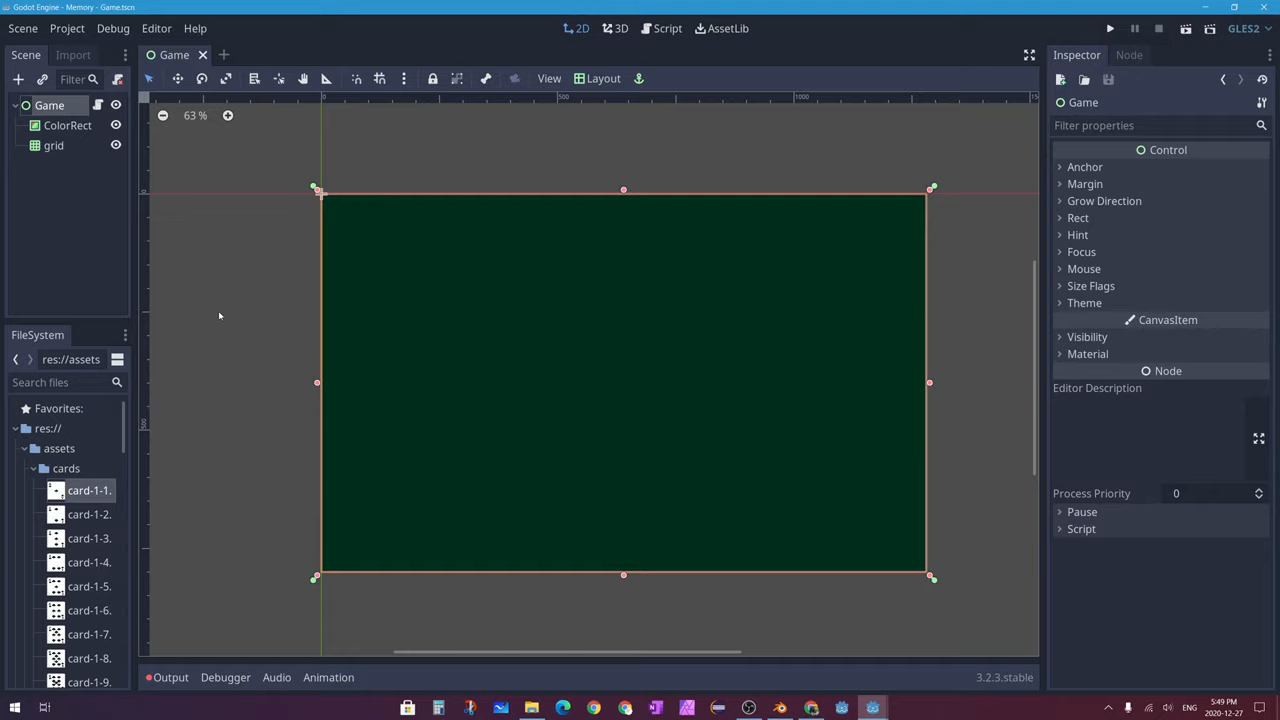 Godot Engine - Memory - Game.tscn
Scene Project Debug Editor Help
2D 3D Script AssetLib
GLES2
Scene Import
Game
Inspector Node
Filter
View Layout
Game
ColorRect
grid
63 %
0 500 1000 15
0
500
Game
Filter properties
Control
Anchor
Margin
Grow Direction
Rect
Hint
Focus
Mouse
Size Flags
Theme
CanvasItem
Visibility
Material
Node
Editor Description
Process Priority 0
Pause
Script
FileSystem
res://assets
Search files
Favorites:
res://
assets
cards
card-1-1.
card-1-2.
card-1-3.
card-1-4.
card-1-5.
card-1-6.
card-1-7.
card-1-8.
card-1-9.
Output Debugger Audio Animation
3.2.3.stable
5:49 PM
2020-12-27